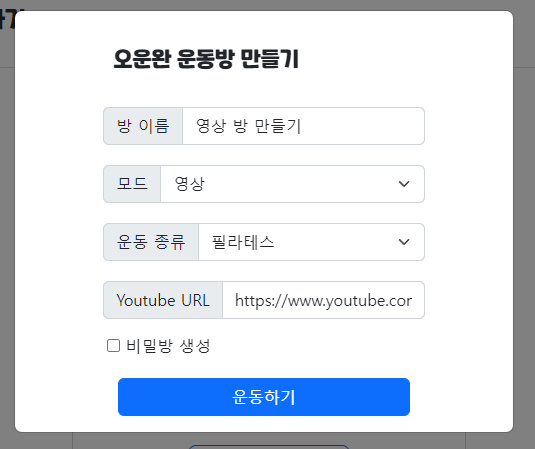 오운완 운동방 만들기
방 이름 영상 방 만들기
모드 영상
운동 종류 필라테스
Youtube URL https://www.youtube.cor
비밀방 생성
운동하기